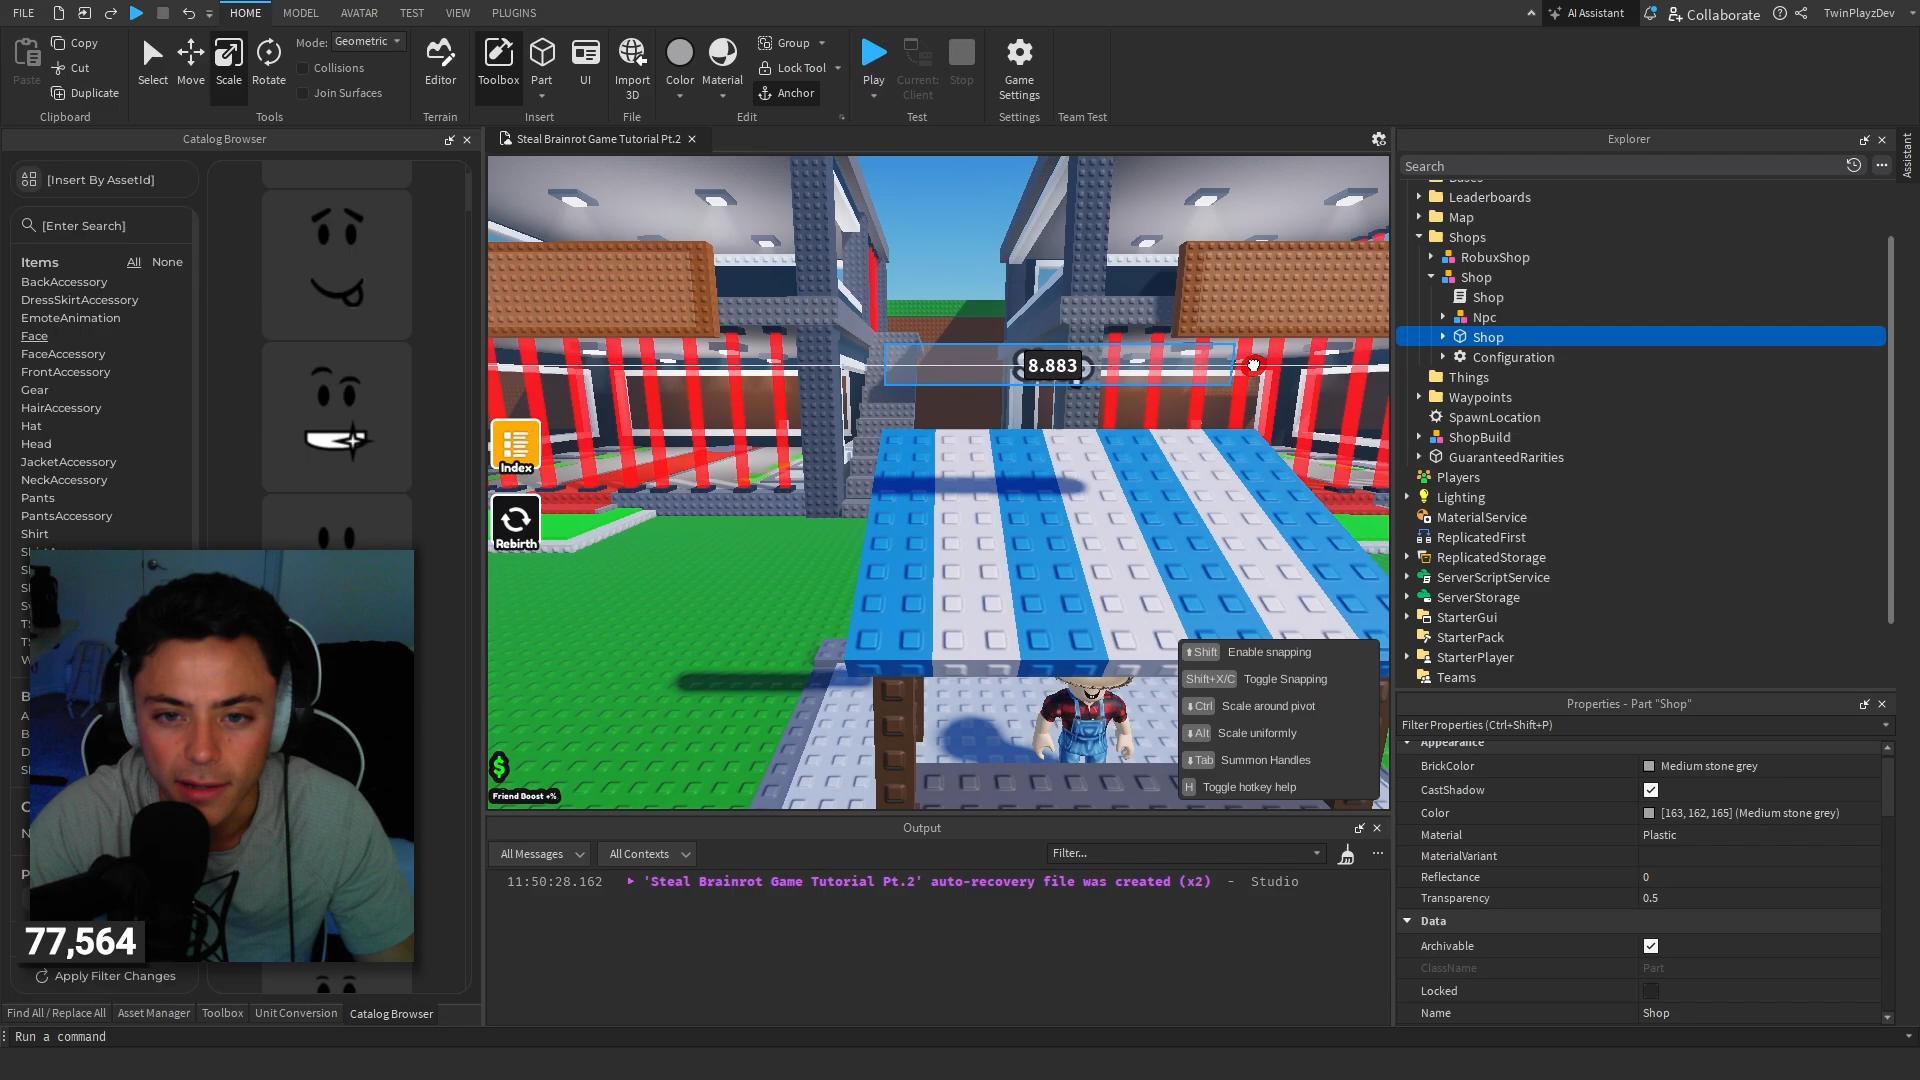 FILE
HOME
MODEL
AVATAR
TEST
VIEW
PLUGINS
AI Assistant
Collaborate
TwinPlayzDev
Paste
Copy
Cut
Duplicate
Clipboard
Select
Move
Scale
Rotate
Mode:
Geometric
Collisions
Join Surfaces
Tools
Editor
Terrain
Toolbox
Part
UI
Insert
Import
3D
File
Color
Material
Group
Lock Tool
Anchor
Edit
Play
Current:
Client
Stop
Test
Game
Settings
Settings
Team Test
Catalog Browser
[Insert By AssetId]
[Enter Search]
Items
All
None
BackAccessory
DressSkirtAccessory
EmoteAnimation
Face
FaceAccessory
FrontAccessory
Gear
HairAccessory
Hat
Head
JacketAccessory
NeckAccessory
Pants
PantsAccessory
Shirt
77,564
Apply Filter Changes
Find All / Replace All
Asset Manager
Toolbox
Unit Conversion
Catalog Browser
Run a command
Steal Brainrot Game Tutorial Pt.2
8.883
Index
Rebirth
$
Friend Boost +%
Shift Enable snapping
Shift+X/C Toggle Snapping
Ctrl Scale around pivot
Alt Scale uniformly
Tab Summon Handles
H Toggle hotkey help
Output
All Messages
All Contexts
Filter...
11:50:28.162 'Steal Brainrot Game Tutorial Pt.2' auto-recovery file was created (x2) - Studio
Explorer
Assistant
Search
Bases
Leaderboards
Map
Shops
RobuxShop
Shop
Shop
Npc
Shop
Configuration
Things
Waypoints
SpawnLocation
ShopBuild
GuaranteedRarities
Players
Lighting
MaterialService
ReplicatedFirst
ReplicatedStorage
ServerScriptService
ServerStorage
StarterGui
StarterPack
StarterPlayer
Teams
Properties - Part "Shop"
Filter Properties (Ctrl+Shift+P)
Appearance
BrickColor Medium stone grey
CastShadow
Color [163, 162, 165] (Medium stone grey)
Material Plastic
MaterialVariant
Reflectance 0
Transparency 0.5
Data
Archivable
ClassName Part
Locked
Name Shop